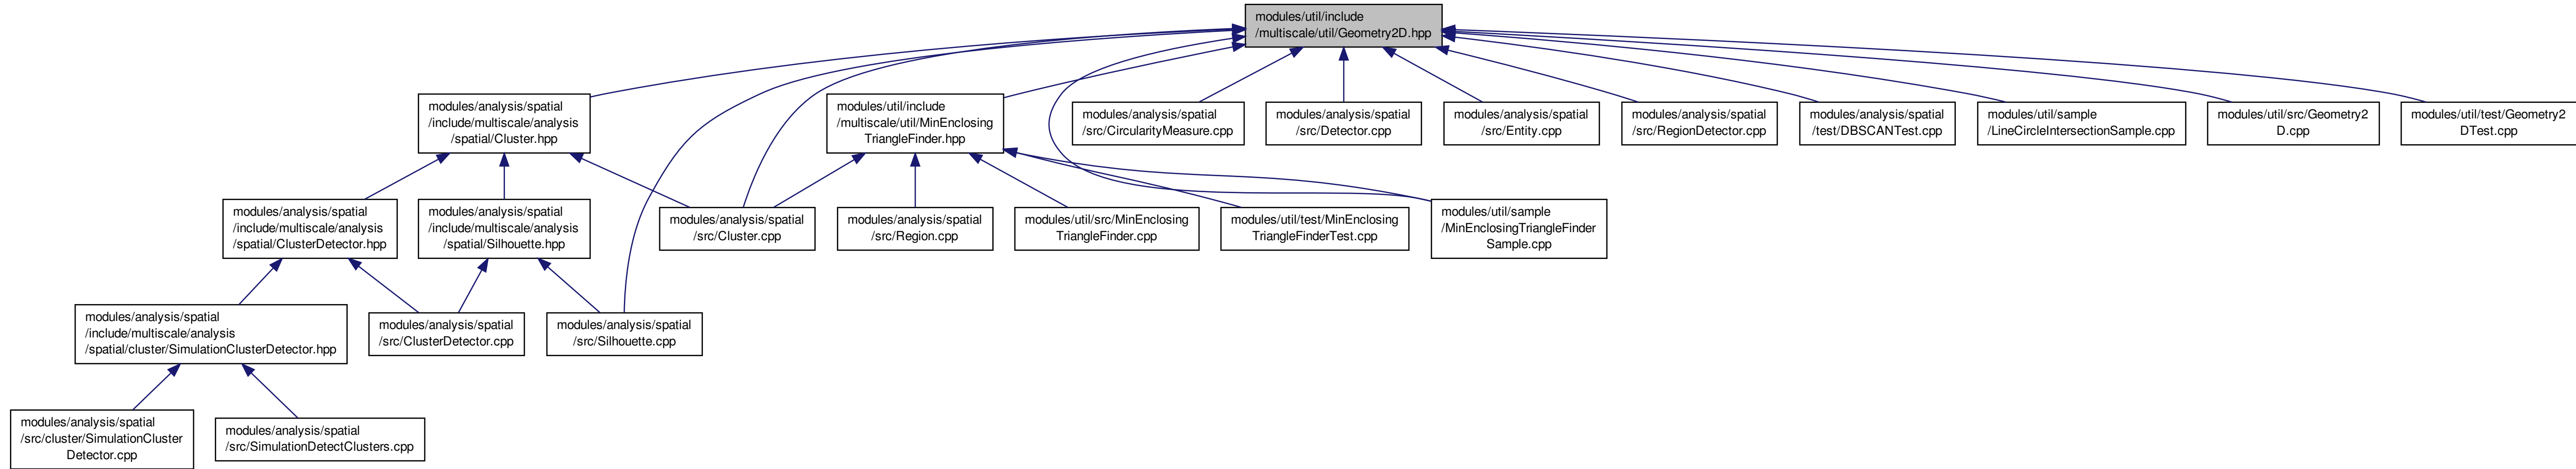 modules/util/include
/multiscale/util/Geometry2D.hpp
modules/analysis/spatial
/include/multiscale/analysis
/spatial/Cluster.hpp
modules/util/include
/multiscale/util/MinEnclosing
TriangleFinder.hpp
modules/analysis/spatial
/src/CircularityMeasure.cpp
modules/analysis/spatial
/src/Detector.cpp
modules/analysis/spatial
/src/Entity.cpp
modules/analysis/spatial
/src/RegionDetector.cpp
modules/analysis/spatial
/test/DBSCANTest.cpp
modules/util/sample
/LineCircleIntersectionSample.cpp
modules/util/src/Geometry2
D.cpp
modules/util/test/Geometry2
DTest.cpp
modules/analysis/spatial
/include/multiscale/analysis
/spatial/ClusterDetector.hpp
modules/analysis/spatial
/include/multiscale/analysis
/spatial/Silhouette.hpp
modules/analysis/spatial
/src/Cluster.cpp
modules/analysis/spatial
/src/Region.cpp
modules/util/src/MinEnclosing
TriangleFinder.cpp
modules/util/test/MinEnclosing
TriangleFinderTest.cpp
modules/util/sample
/MinEnclosingTriangleFinder
Sample.cpp
modules/analysis/spatial
/include/multiscale/analysis
/spatial/cluster/SimulationClusterDetector.hpp
modules/analysis/spatial
/src/ClusterDetector.cpp
modules/analysis/spatial
/src/Silhouette.cpp
modules/analysis/spatial
/src/cluster/SimulationCluster
Detector.cpp
modules/analysis/spatial
/src/SimulationDetectClusters.cpp